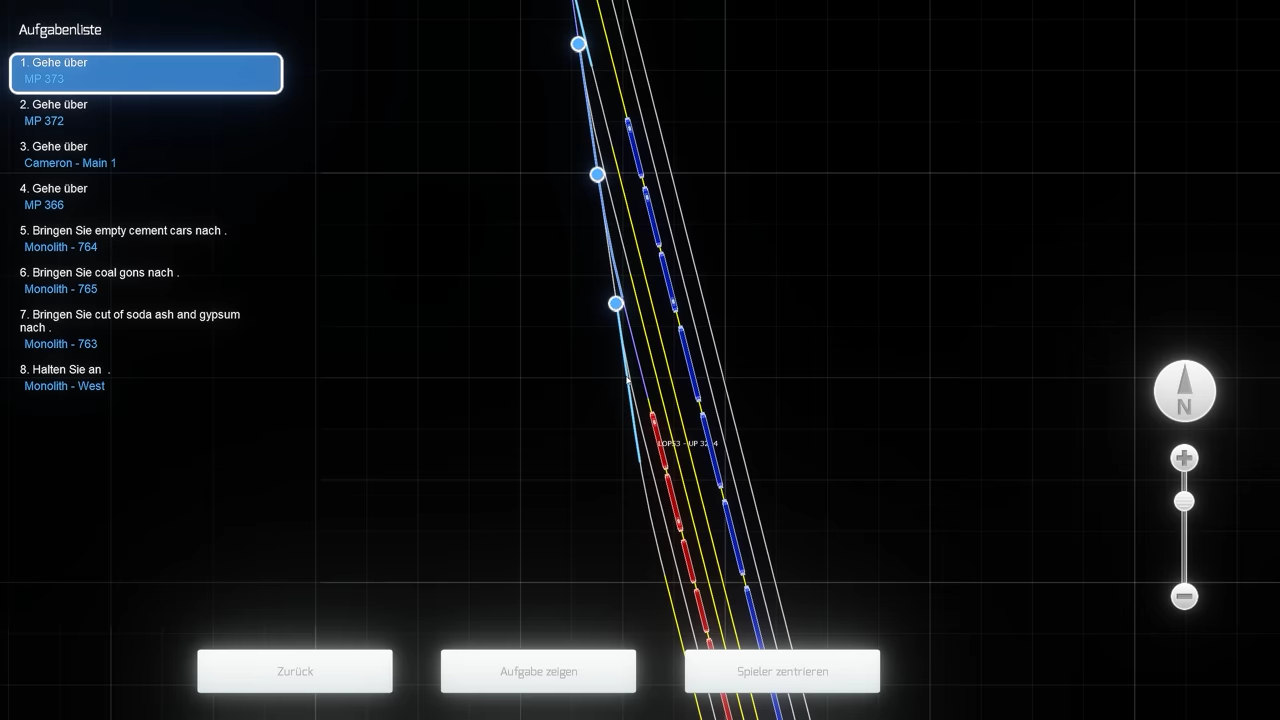 Aufgabenliste
1. Gehe über
MP 373
2. Gehe über
MP 372
3. Gehe über
Cameron - Main 1
4. Gehe über
MP 366
5. Bringen Sie empty cement cars nach .
Monolith - 764
6. Bringen Sie coal gons nach .
Monolith - 765
7. Bringen Sie cut of soda ash and gypsum
nach .
Monolith - 763
8. Halten Sie an .
Monolith - West
N
Zurück
Aufgabe zeigen
Spieler zentrieren